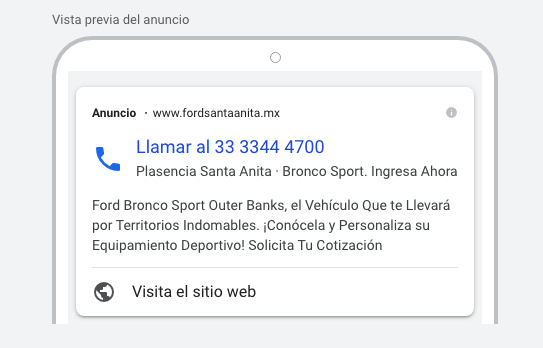 Vista previa del anuncio
Anuncio · www.fordsantaanita.mx
Llamar al 33 3344 4700
Plasencia Santa Anita · Bronco Sport. Ingresa Ahora
Ford Bronco Sport Outer Banks, el Vehículo Que te Llevará
por Territorios Indomables. ¡Conócela y Personaliza su
Equipamiento Deportivo! Solicita Tu Cotización
Visita el sitio web